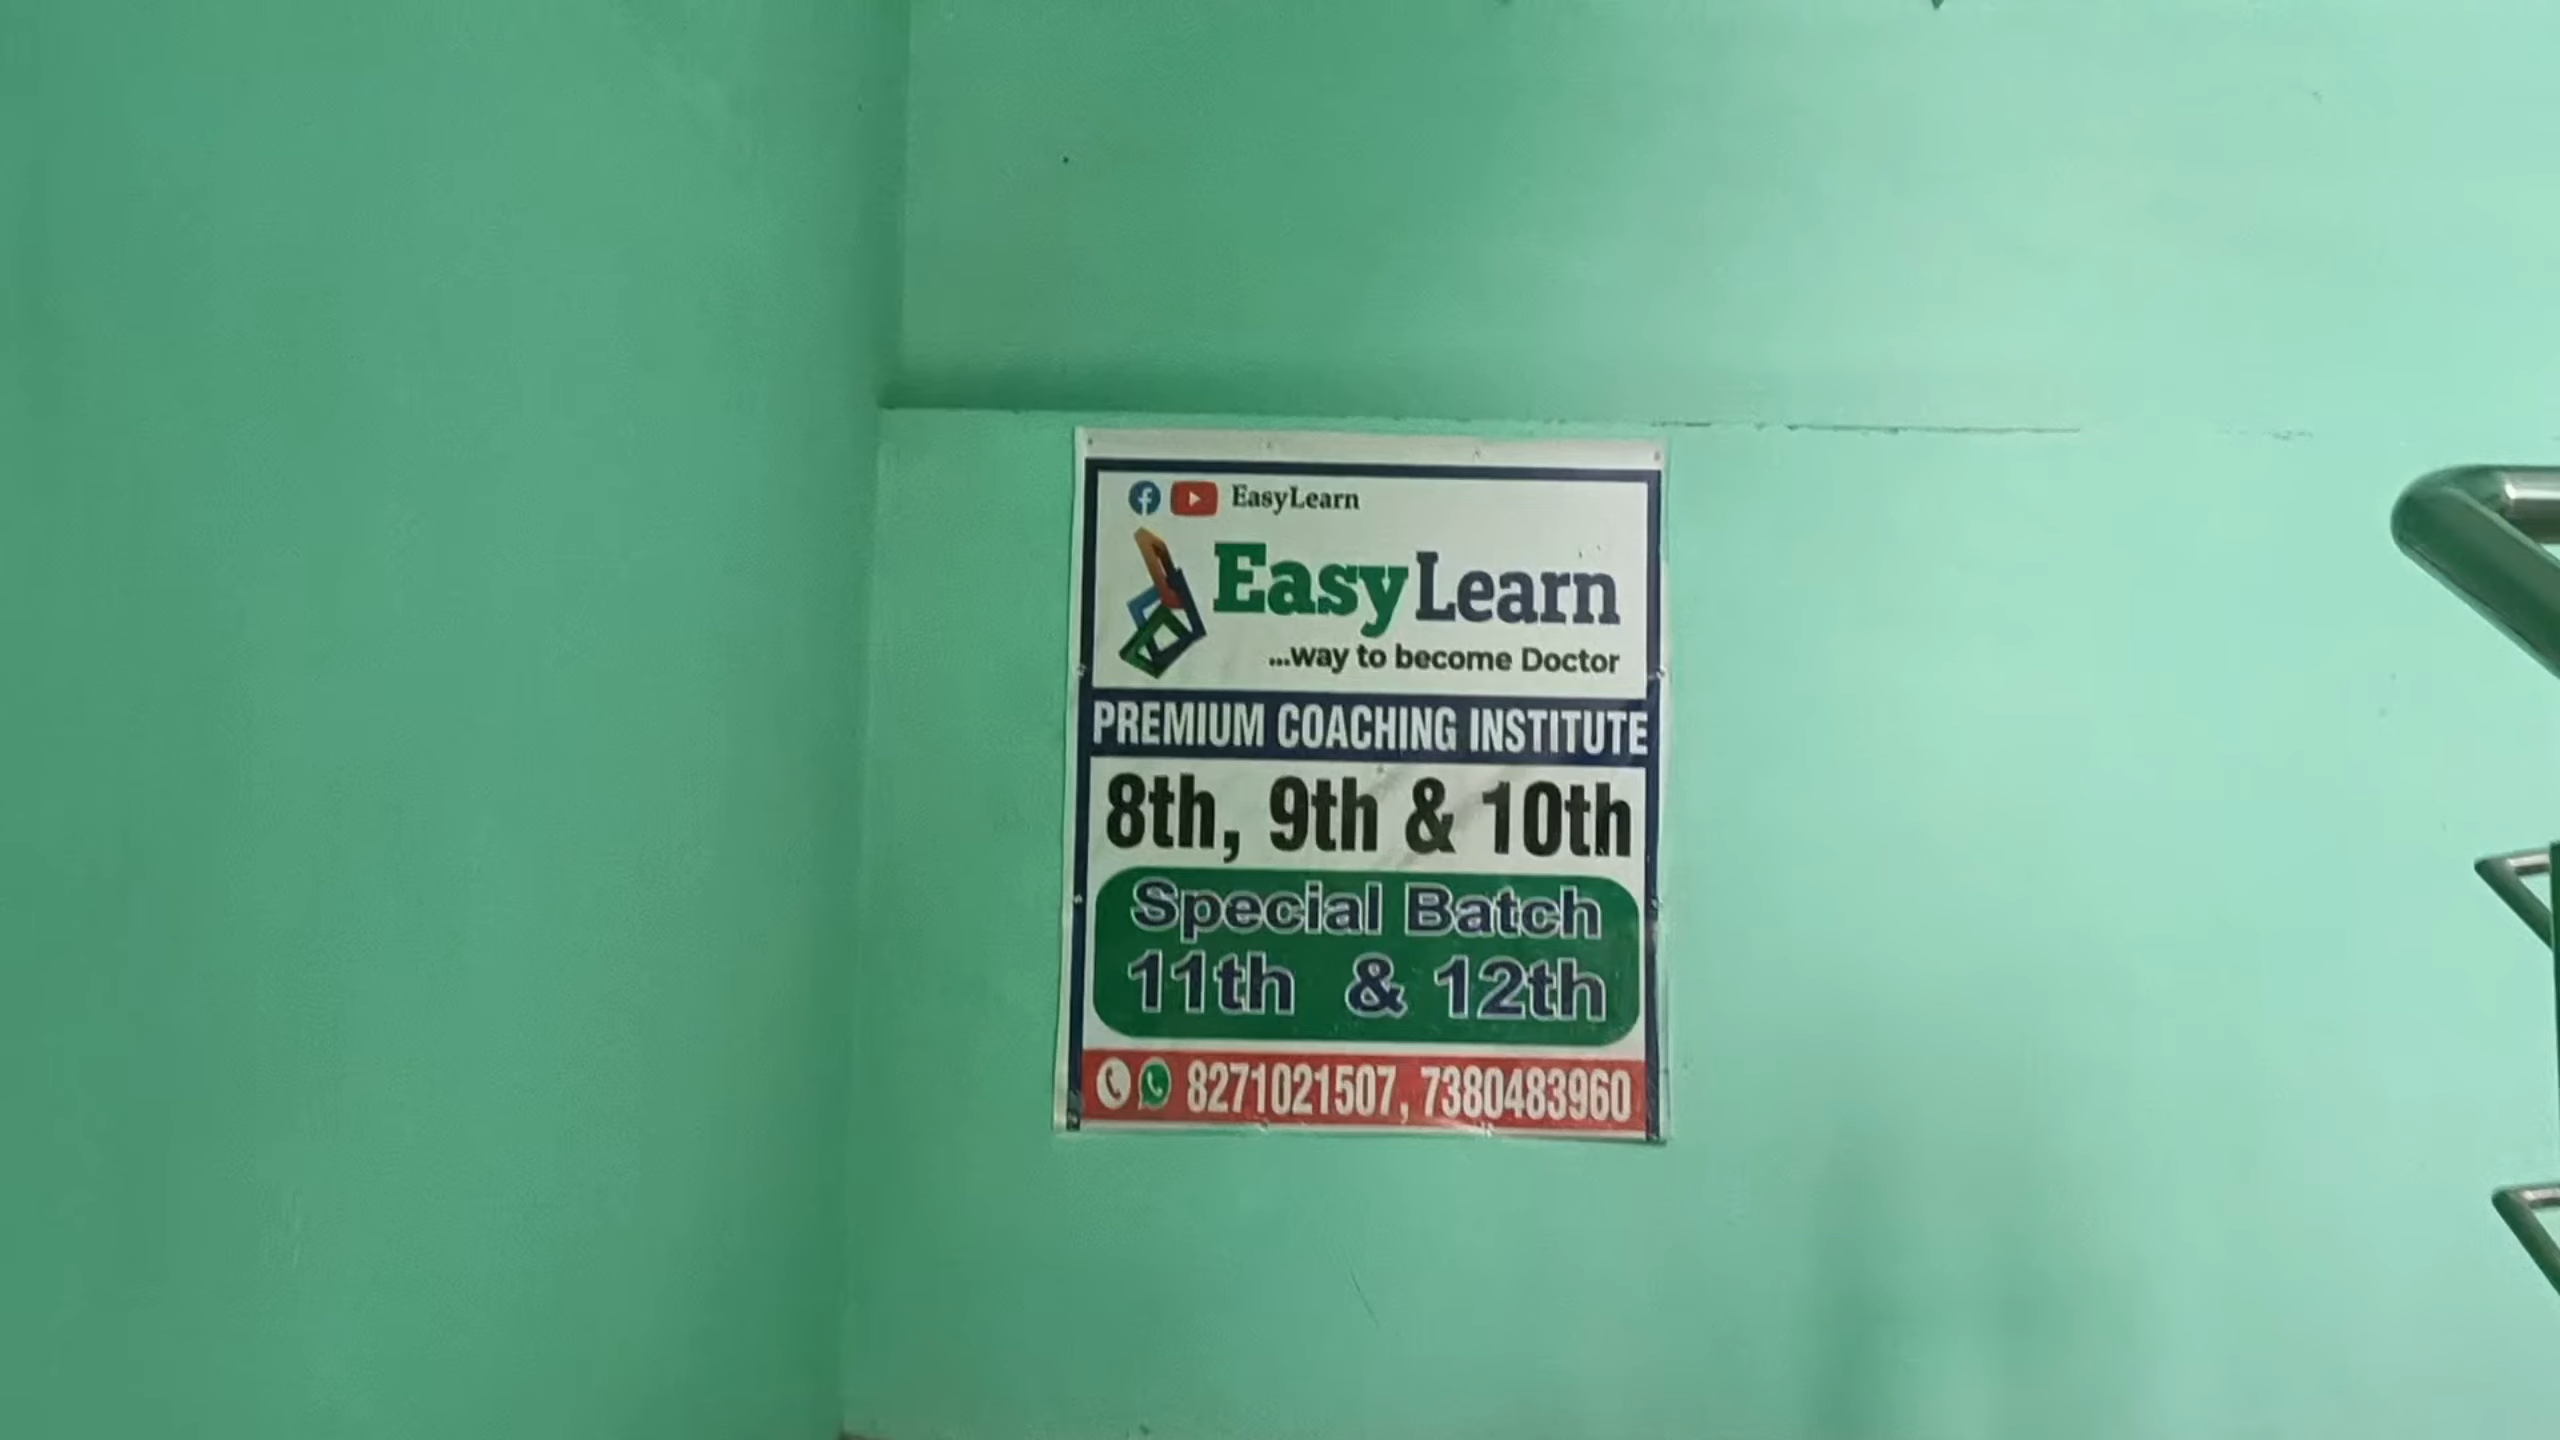 EasyLearn
EasyLearn
...way to become Doctor
PREMIUM COACHING INSTITUTE
8th, 9th & 10th
Special Batch
11th & 12th
8271021507, 7380483960